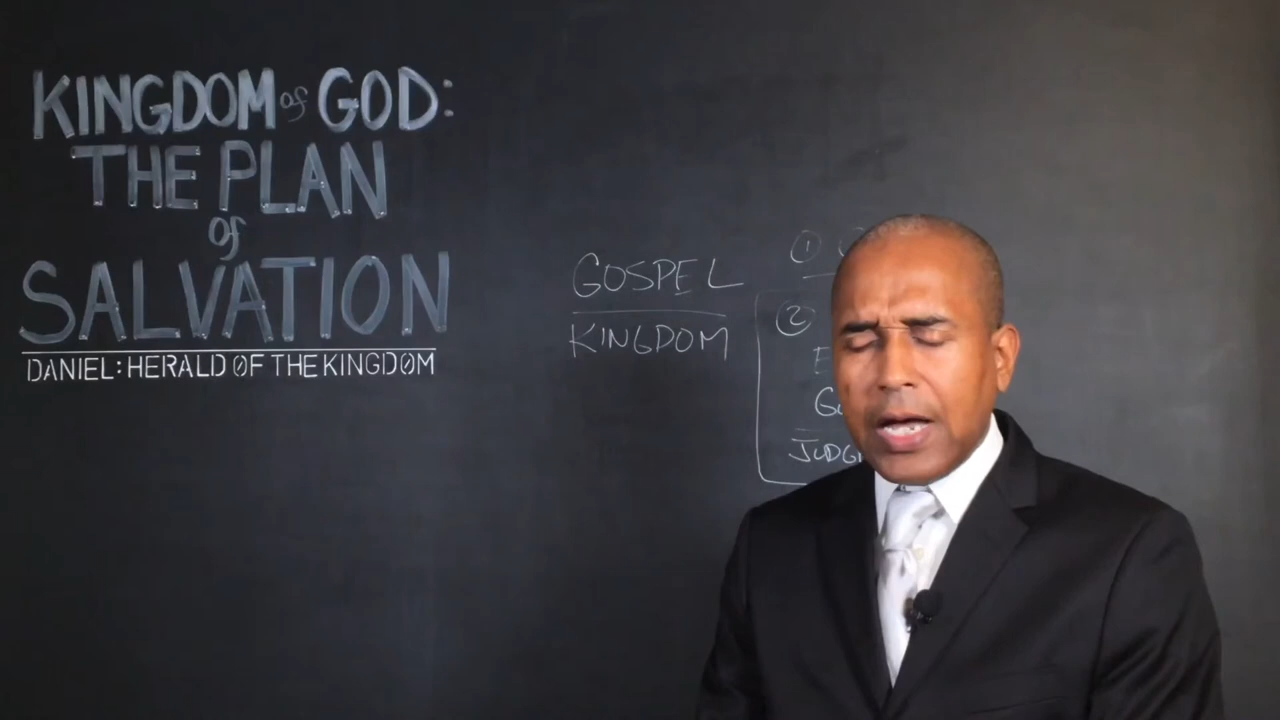 KINGDOM of GOD:
THE PLAN
of
SALVATION
DANIEL: HERALD OF THE KINGDOM
GOSPEL
KINGDOM
①
②